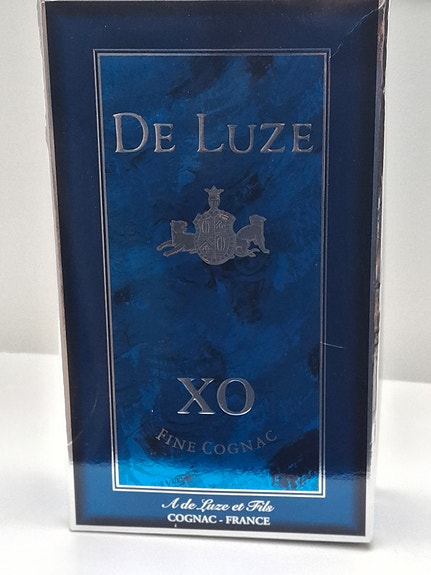 DE LUZE
XO
FINE COGNAC
A de Luze et Fils
COGNAC - FRANCE